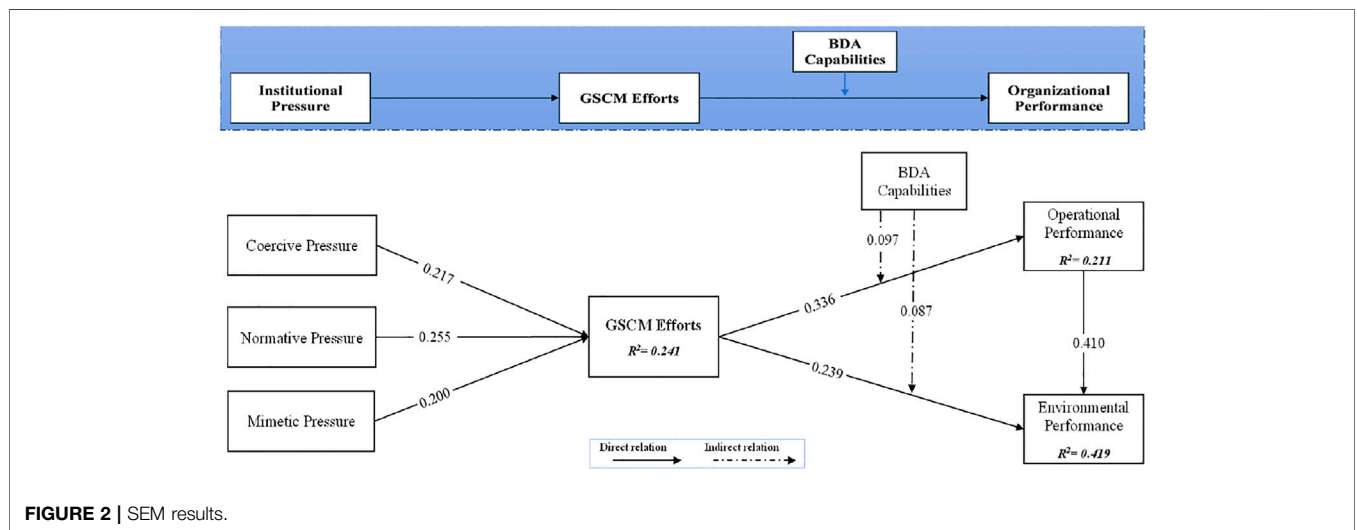 BDA
Capabilities
Institutional
Pressure
GSCM Efforts
Organizational
Performance
BDA
Capabilities
Coercive Pressure
Normative Pressure
Mimetic Pressure
0.217
0.255
0.200
GSCM Efforts
R²= 0.241
0.097
0.087
0.336
0.239
Operational
Performance
R²= 0.211
0.410
Environmental
Performance
R²= 0.419
Direct relation
Indirect relation
FIGURE 2 | SEM results.